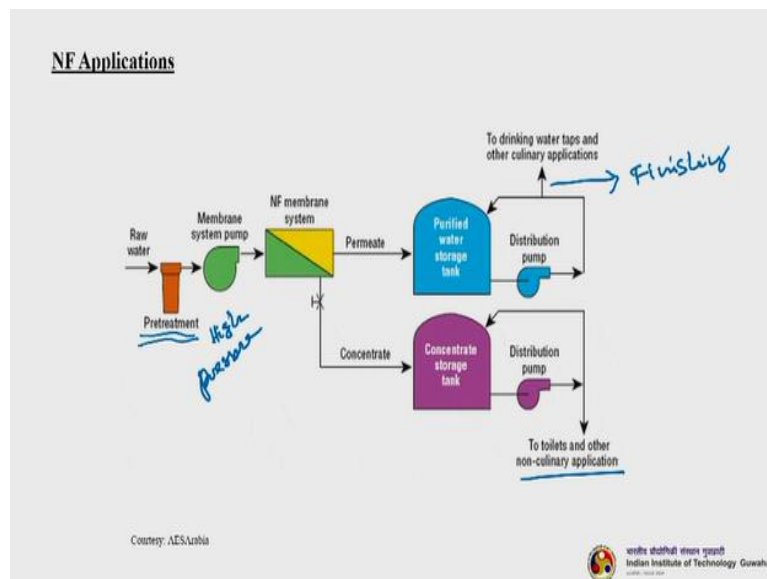 NF Applications
To drinking water taps and
other culinary applications
Finishing
NF membrane
system
Membrane
system pump
Raw
water
Permeate
Purified
water
storage
tank
Distribution
pump
Pretreatment
High
pressure
Concentrate
Concentrate
storage
tank
Distribution
pump
To toilets and other
non-culinary application
Courtesy: AESArabia
भारतीय प्रौद्योगिकी संस्थान गुवाहाटी
Indian Institute of Technology Guwah